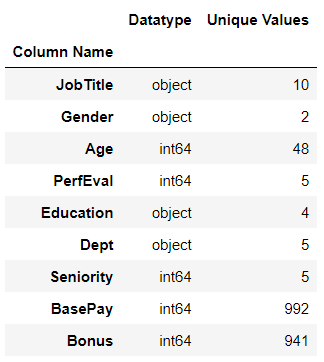 Datatype Unique Values
Column Name
JobTitle object 10
Gender object 2
Age int64 48
PerfEval int64 5
Education object 4
Dept object 5
Seniority int64 5
BasePay int64 992
Bonus int64 941